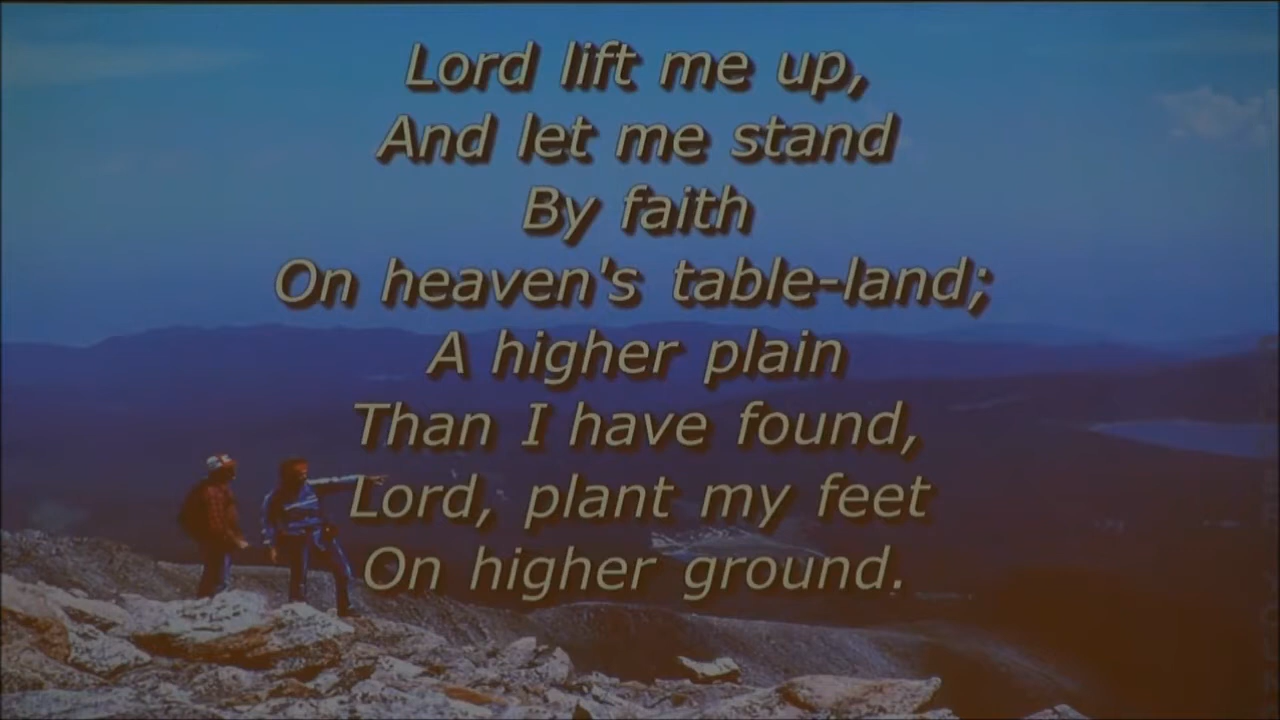 Lord lift me up,
And let me stand
By faith
On heaven's table-land;
A higher plain
Than I have found,
Lord, plant my feet
On higher ground.